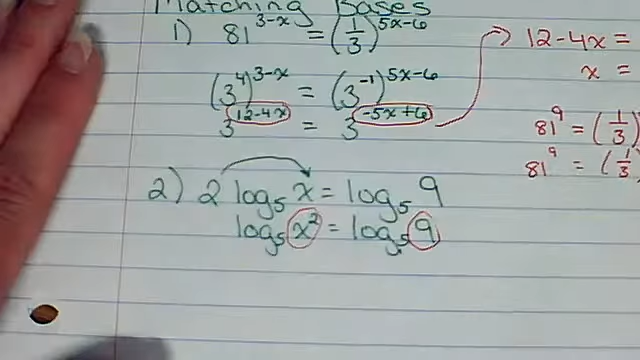 Matching Bases
1) 81^(3-x) = (1/3)^(5x-6)
(3^4)^(3-x) = (3^(-1))^(5x-6)
3^(12-4x) = 3^(-5x+6)
12-4x =
x =
81^9 = (1/3)
81^9 = (1/3
2) 2 log₅ x = log₅ 9
log₅ x² = log₅ 9